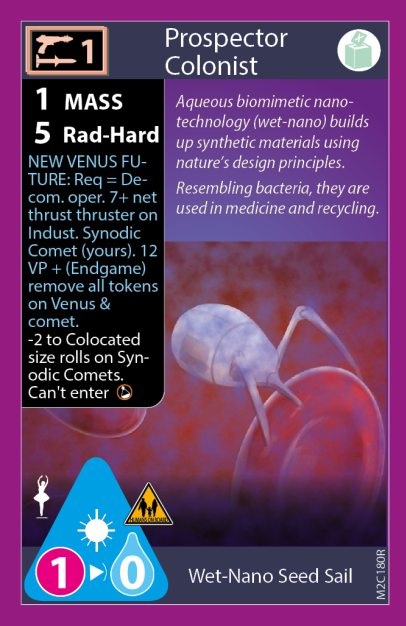 1
Prospector
Colonist
1 MASS
5 Rad-Hard
NEW VENUS FU-
TURE: Req = De-
com. oper. 7+ net
thrust thruster on
Indust. Synodic
Comet (yours). 12
VP + (Endgame)
remove all tokens
on Venus &
comet.
-2 to Colocated
size rolls on Syn-
odic Comets.
Can't enter
Aqueous biomimetic nano-
technology (wet-nano) builds
up synthetic materials using
nature's design principles.
Resembling bacteria, they are
used in medicine and recycling.
HUMANS ON BOARD
1 0
Wet-Nano Seed Sail
M2C180R